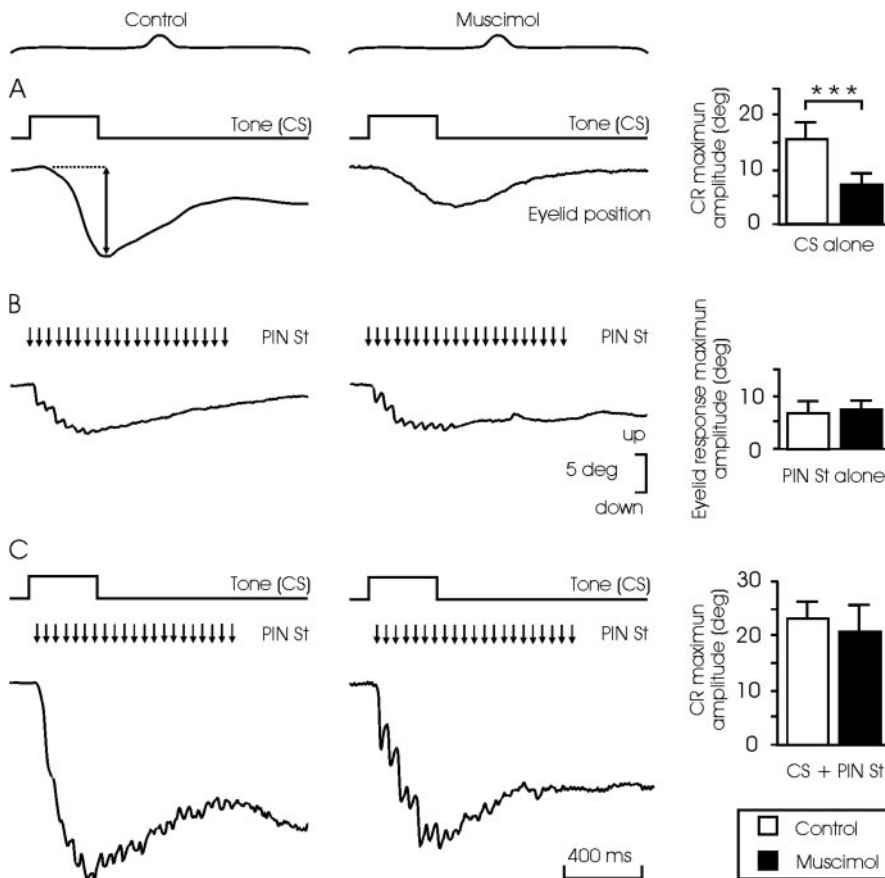 Control
Muscimol
A
Tone (CS)
Tone (CS)
Eyelid position
CR maximun
amplitude (deg)
20
10
0
***
CS alone
B
PIN St
PIN St
up
5 deg
down
Eyelid response maximun
amplitude (deg)
10
0
PIN St alone
C
Tone (CS)
Tone (CS)
PIN St
PIN St
400 ms
CR maximun
amplitude (deg)
30
20
10
0
CS + PIN St
Control
Muscimol